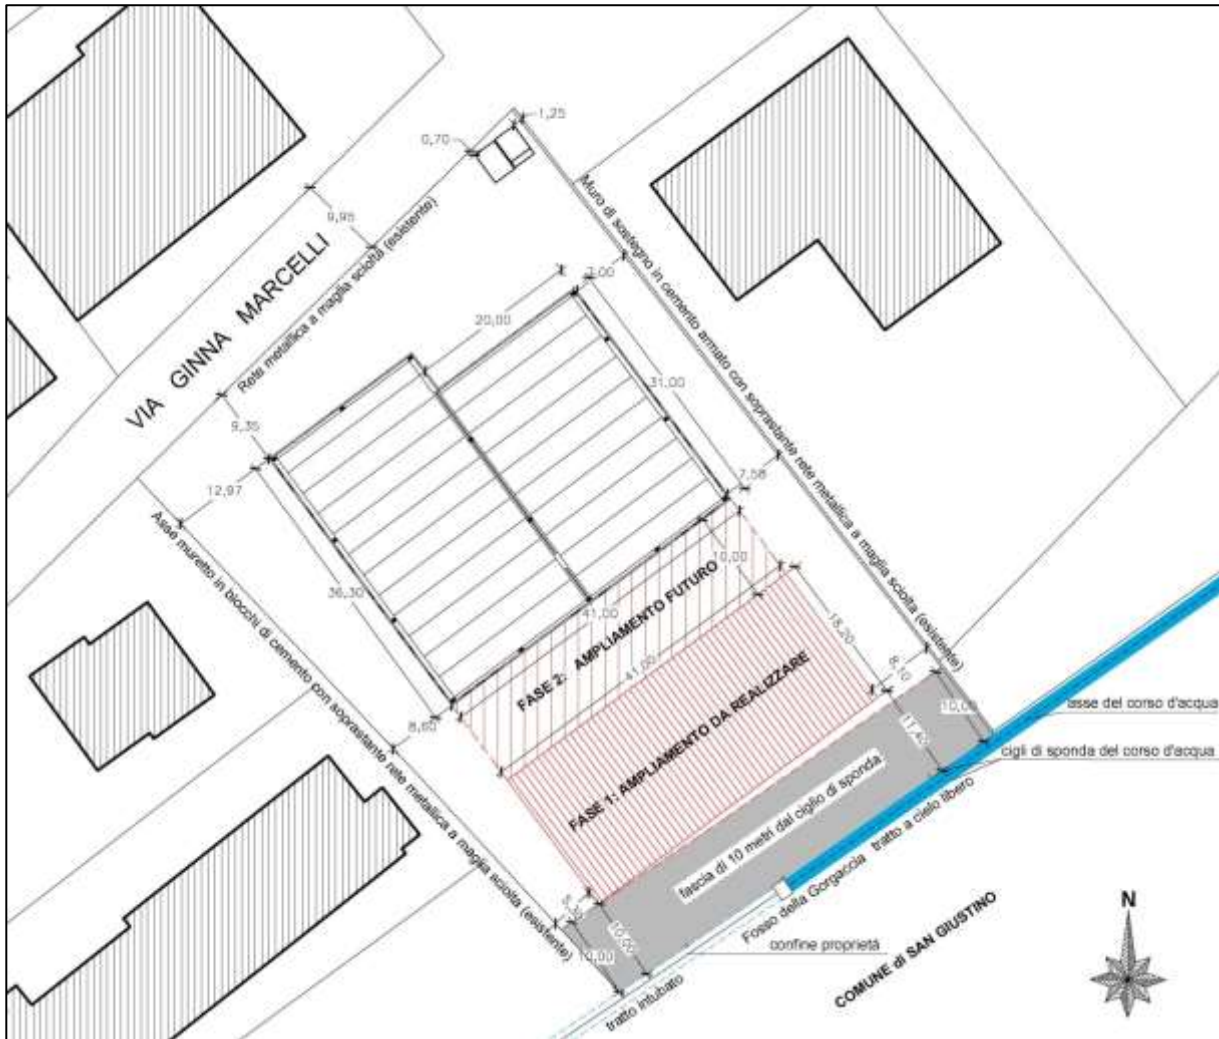 1,25
0,70
9,95
VIA GINNA MARCELLI
Rete metallica a maglia sciolta (esistente)
Muro di sostegno in cemento armato con soprastante rete metallica a maglia sciolta (esistente)
7,00
20,00
31,00
9,35
12,97
7,58
Asse muretto in blocchi di cemento con soprastante rete metallica a maglia sciolta (esistente)
36,30
10,00
41,00
FASE 2: AMPLIAMENTO FUTURO
41,00
18,20
8,60
FASE 1: AMPLIAMENTO DA REALIZZARE
10,00
11,40
asse del corso d'acqua
cigli di sponda del corso d'acqua
fascia di 10 metri dal ciglio di sponda
10,00
10,00
Fosso della Gorgaccia tratto a cielo libero
confine proprietà
tratto intubato
COMUNE di SAN GIUSTINO
N